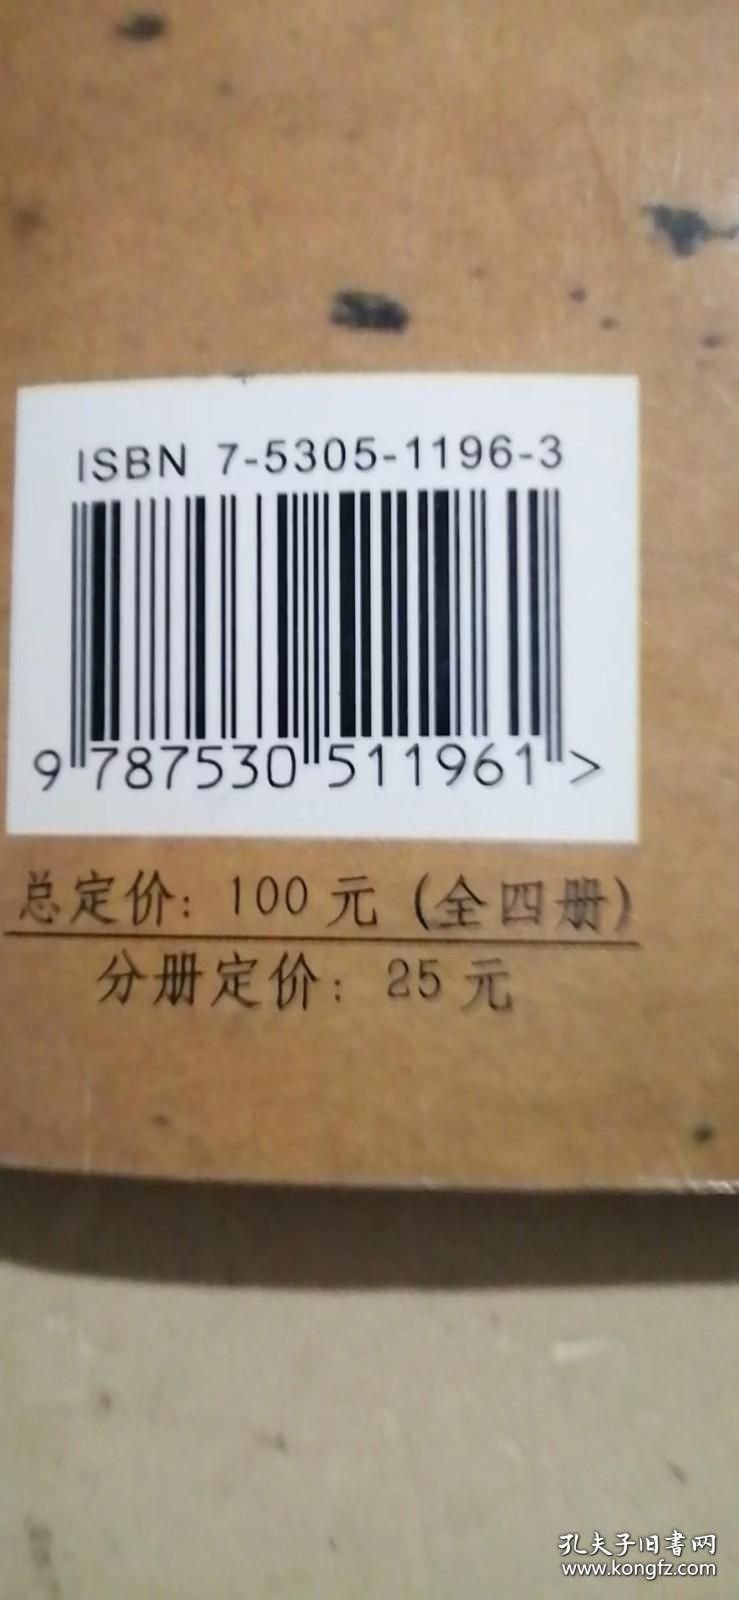 ISBN 7-5305-1196-3
9 787530 511961 >
总定价: 100 元 (全四册)
分册定价: 25 元
孔夫子旧書网
www.kongfz.com